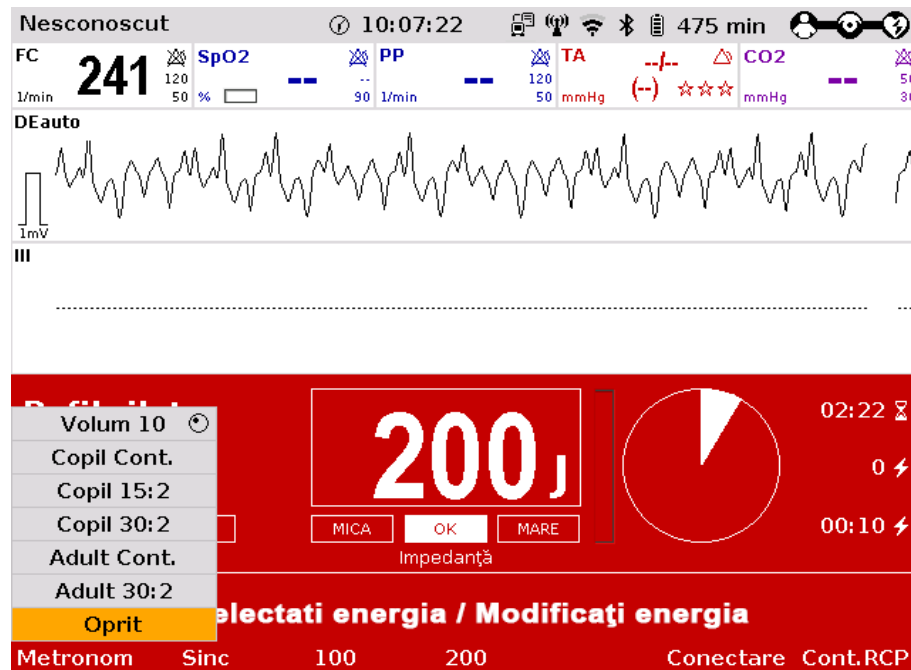 Nesconoscut 10:07:22 475 min
FC 241 120 50 1/min
SpO2 -- -- 90 %
PP -- 120 50 1/min
TA --/-- (--) mmHg
CO2 -- mmHg
DEauto
1mV
III
Volum 10
Copil Cont.
Copil 15:2
Copil 30:2
Adult Cont.
Adult 30:2
Oprit
200 J
MICA OK MARE
Impedanţă
02:22
0
00:10
electati energia / Modificaţi energia
Metronom Sinc 100 200 Conectare Cont.RCP